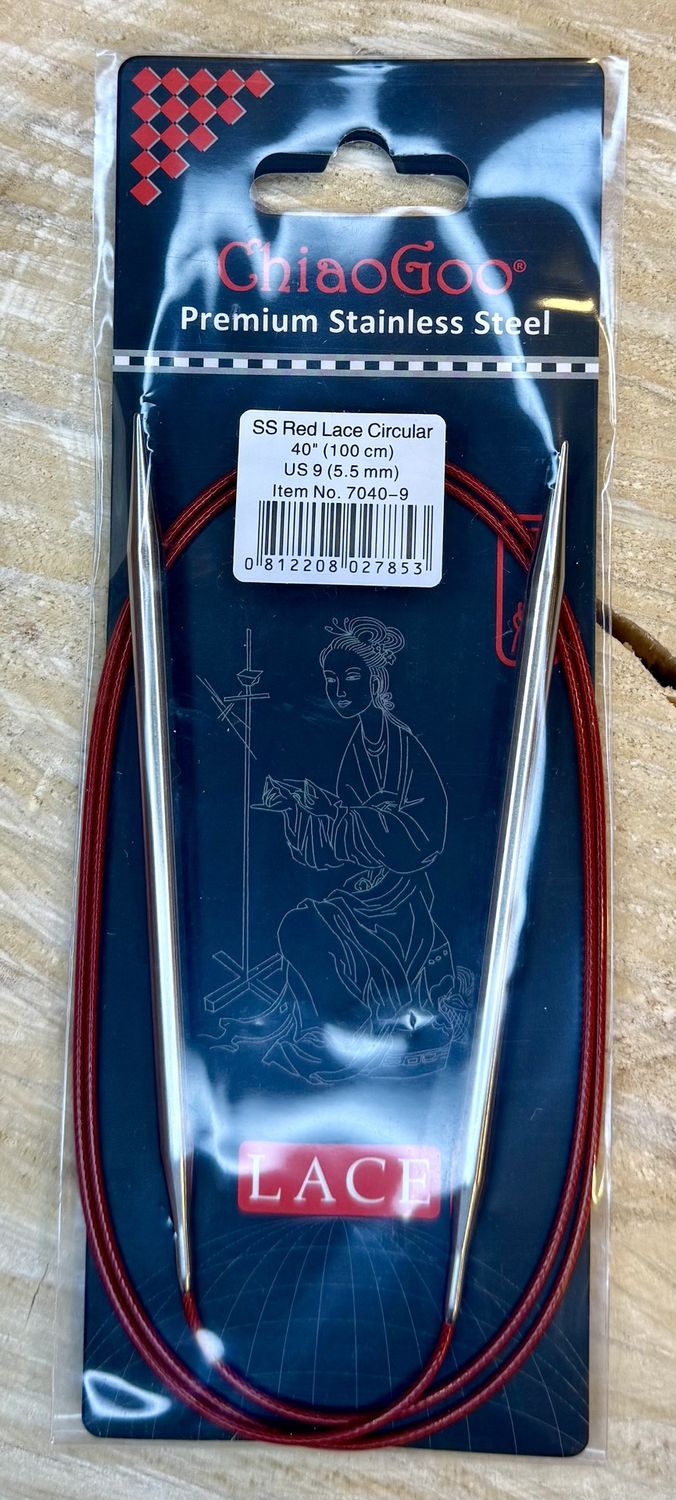 ChiaoGoo®
Premium Stainless Steel
SS Red Lace Circular
40" (100 cm)
US 9 (5.5 mm)
Item No. 7040-9
0 812208 027853
LACE